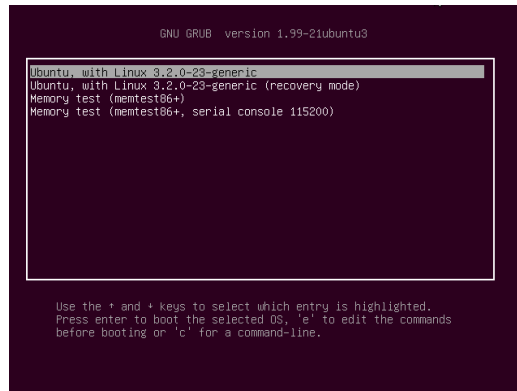 GNU GRUB version 1.99-21ubuntu3
Ubuntu, with Linux 3.2.0-23-generic
Ubuntu, with Linux 3.2.0-23-generic (recovery mode)
Memory test (memtest86+)
Memory test (memtest86+, serial console 115200)
Use the ↑ and ↓ keys to select which entry is highlighted.
Press enter to boot the selected OS, 'e' to edit the commands
before booting or 'c' for a command-line.